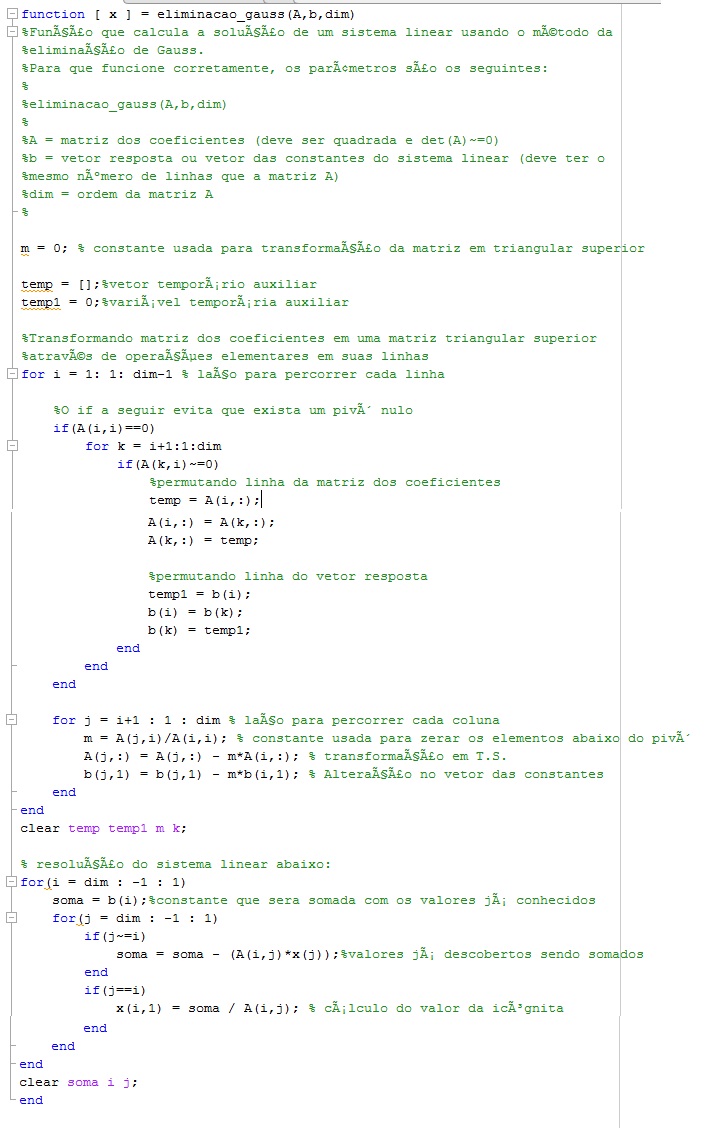 function [ x ] = eliminacao_gauss(A,b,dim)
%FunÃ§Ã£o que calcula a soluÃ§Ã£o de um sistema linear usando o mÃ©todo da
%eliminaÃ§Ã£o de Gauss.
%Para que funcione corretamente, os parÃ¢metros sÃ£o os seguintes:
%
%eliminacao_gauss(A,b,dim)
%
%A = matriz dos coeficientes (deve ser quadrada e det(A)~=0)
%b = vetor resposta ou vetor das constantes do sistema linear (deve ter o
%mesmo nÃºmero de linhas que a matriz A)
%dim = ordem da matriz A
%
m = 0; % constante usada para transformaÃ§Ã£o da matriz em triangular superior
temp = [];%vetor temporÃ¡rio auxiliar
temp1 = 0;%variÃ¡vel temporÃ¡ria auxiliar
%Transformando matriz dos coeficientes em uma matriz triangular superior
%atravÃ©s de operaÃ§Ãµes elementares em suas linhas
for i = 1: 1: dim-1 % laÃ§o para percorrer cada linha
%O if a seguir evita que exista um pivÃ´ nulo
if(A(i,i)==0)
for k = i+1:1:dim
if(A(k,i)~=0)
%permutando linha da matriz dos coeficientes
temp = A(i,:);
A(i,:) = A(k,:);
A(k,:) = temp;
%permutando linha do vetor resposta
temp1 = b(i);
b(i) = b(k);
b(k) = temp1;
end
end
end
for j = i+1 : 1 : dim % laÃ§o para percorrer cada coluna
m = A(j,i)/A(i,i); % constante usada para zerar os elementos abaixo do pivÃ´
A(j,:) = A(j,:) - m*A(i,:); % transformaÃ§Ã£o em T.S.
b(j,1) = b(j,1) - m*b(i,1); % AlteraÃ§Ã£o no vetor das constantes
end
end
clear temp temp1 m k;
% resoluÃ§Ã£o do sistema linear abaixo:
for(i = dim : -1 : 1)
soma = b(i);%constante que sera somada com os valores jÃ¡ conhecidos
for(j = dim : -1 : 1)
if(j~=i)
soma = soma - (A(i,j)*x(j));%valores jÃ¡ descobertos sendo somados
end
if(j==i)
x(i,1) = soma / A(i,j); % cÃ¡lculo do valor da icÃ³gnita
end
end
end
clear soma i j;
end